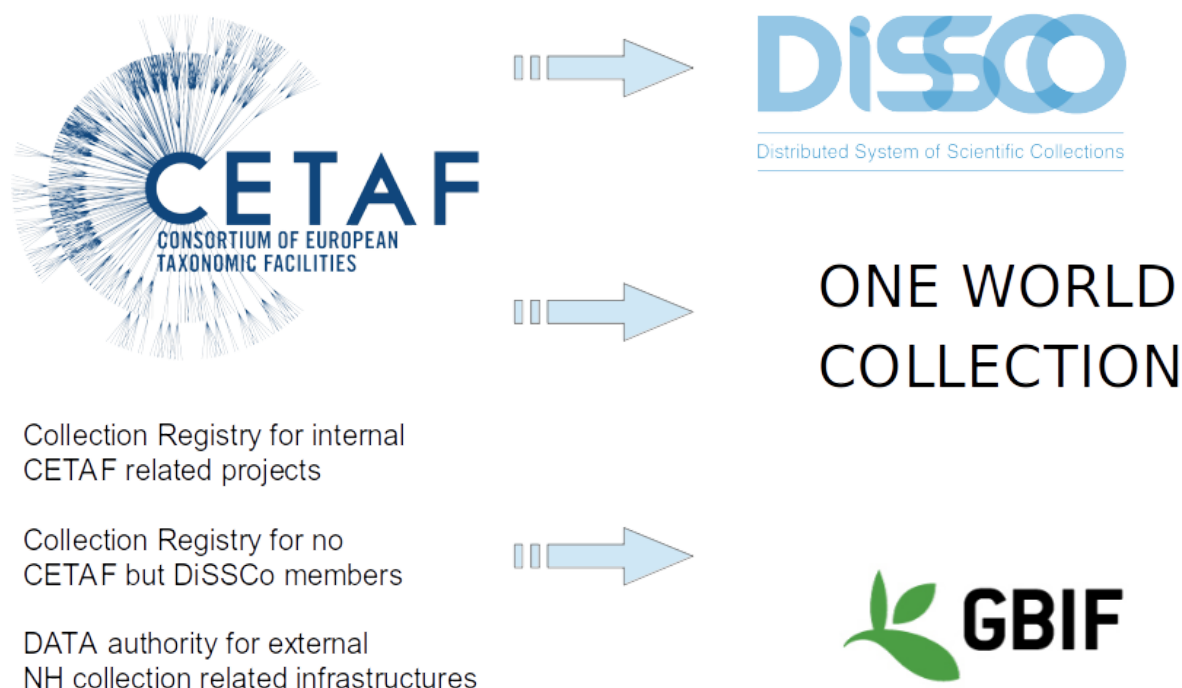 CETAF
CONSORTIUM OF EUROPEAN
TAXONOMIC FACILITIES
Collection Registry for internal
CETAF related projects
Collection Registry for no
CETAF but DiSSCo members
DATA authority for external
NH collection related infrastructures
DiSSCO
Distributed System of Scientific Collections
ONE WORLD
COLLECTION
GBIF